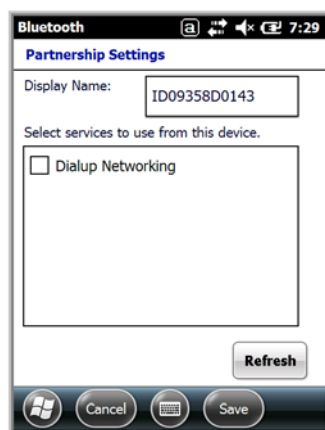 Bluetooth a 7:29
Partnership Settings
Display Name: ID09358D0143
Select services to use from this device.
Dialup Networking
Refresh
Cancel Save